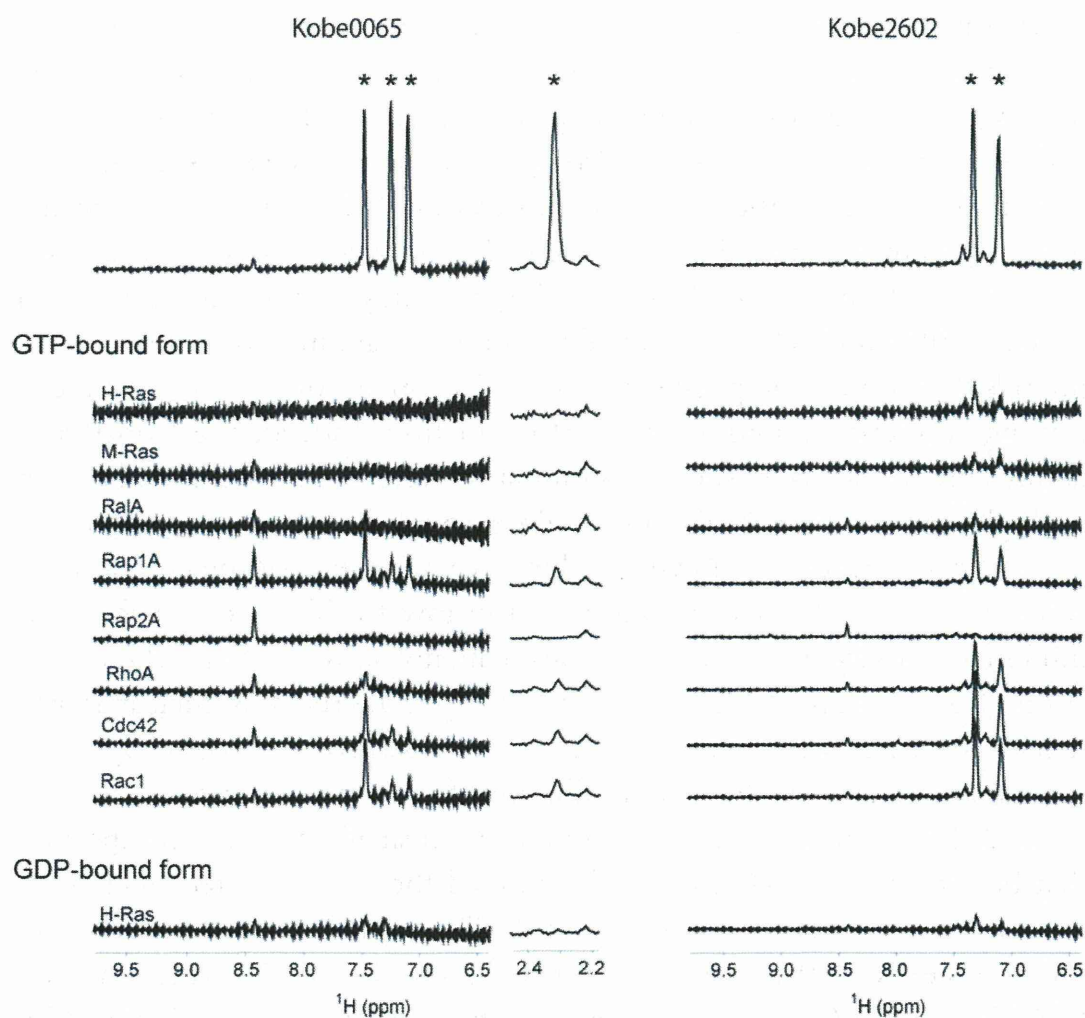 Kobe0065 Kobe2602
* * * * * *
GTP-bound form
H-Ras
M-Ras
RalA
Rap1A
Rap2A
RhoA
Cdc42
Rac1
GDP-bound form
H-Ras
9.5 9.0 8.5 8.0 7.5 7.0 6.5 2.4 2.2 9.5 9.0 8.5 8.0 7.5 7.0 6.5
¹H (ppm) ¹H (ppm)